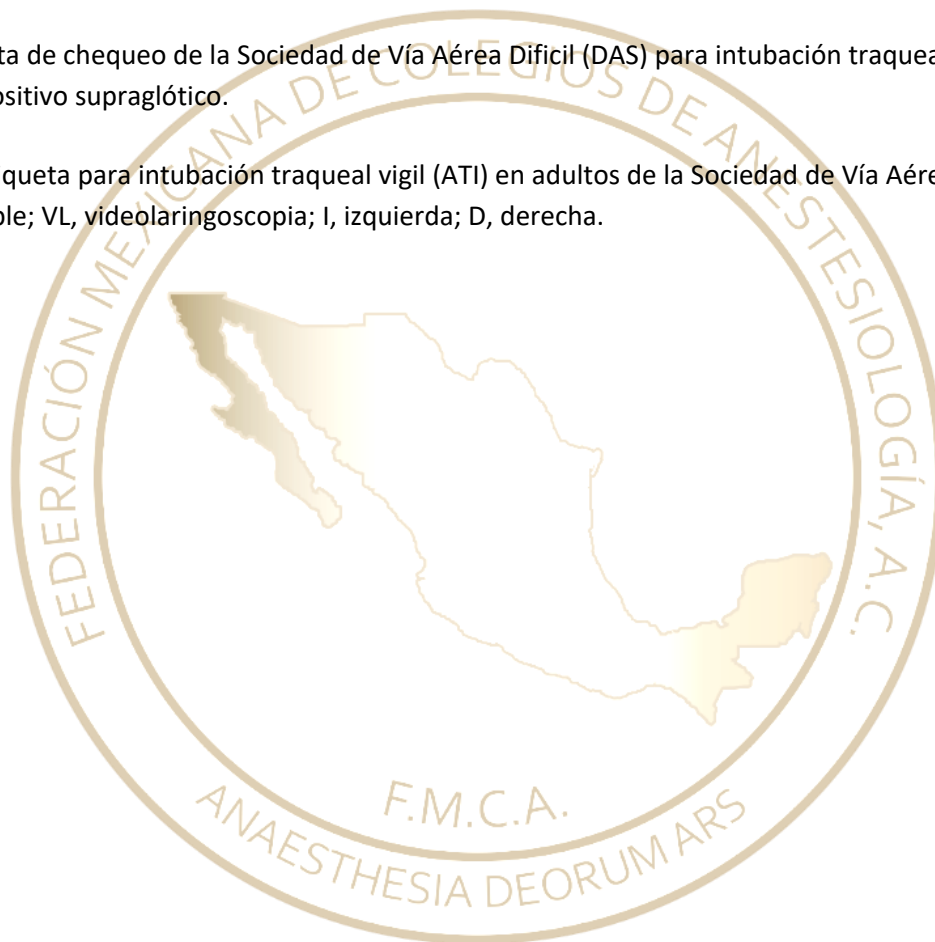 ta de chequeo de la Sociedad de Vía Aérea Dificil (DAS) para intubación traquea
ositivo supraglótico.
iqueta para intubación traqueal vigil (ATI) en adultos de la Sociedad de Vía Aére
ole; VL, videolaringoscopia; I, izquierda; D, derecha.
FEDERACIÓN MEXICANA DE COLEGIOS DE ANESTESIOLOGÍA, A.C.
F.M.C.A.
ANAESTHESIA DEORUM ARS